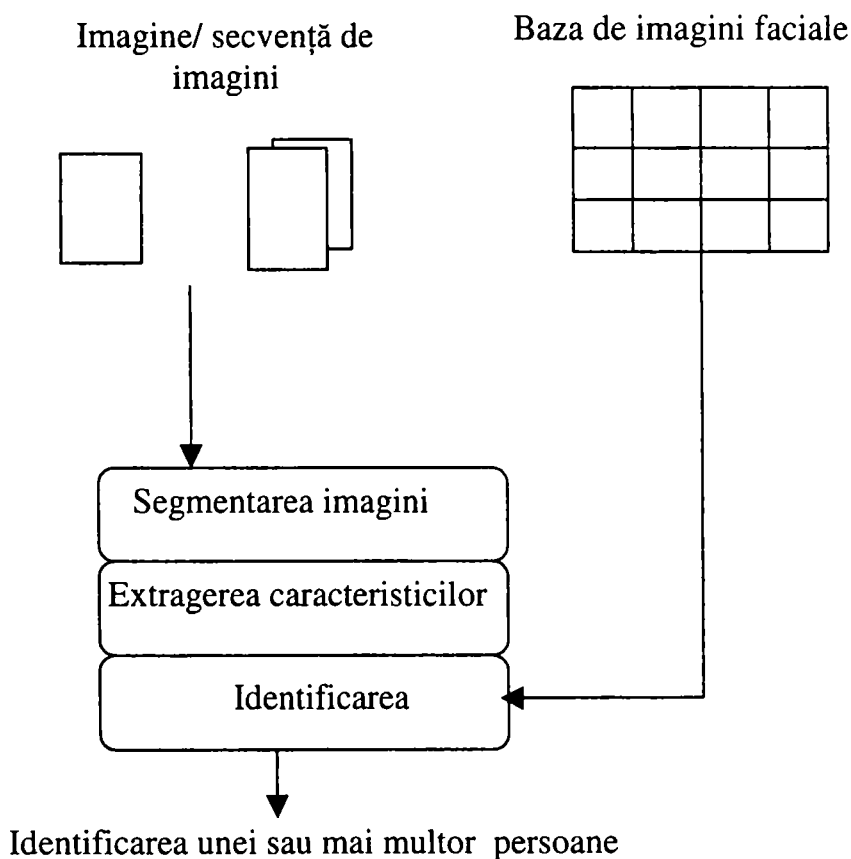 Imagine/ secvență de
imagini
Baza de imagini faciale
Segmentarea imagini
Extragerea caracteristicilor
Identificarea
Identificarea unei sau mai multor persoane